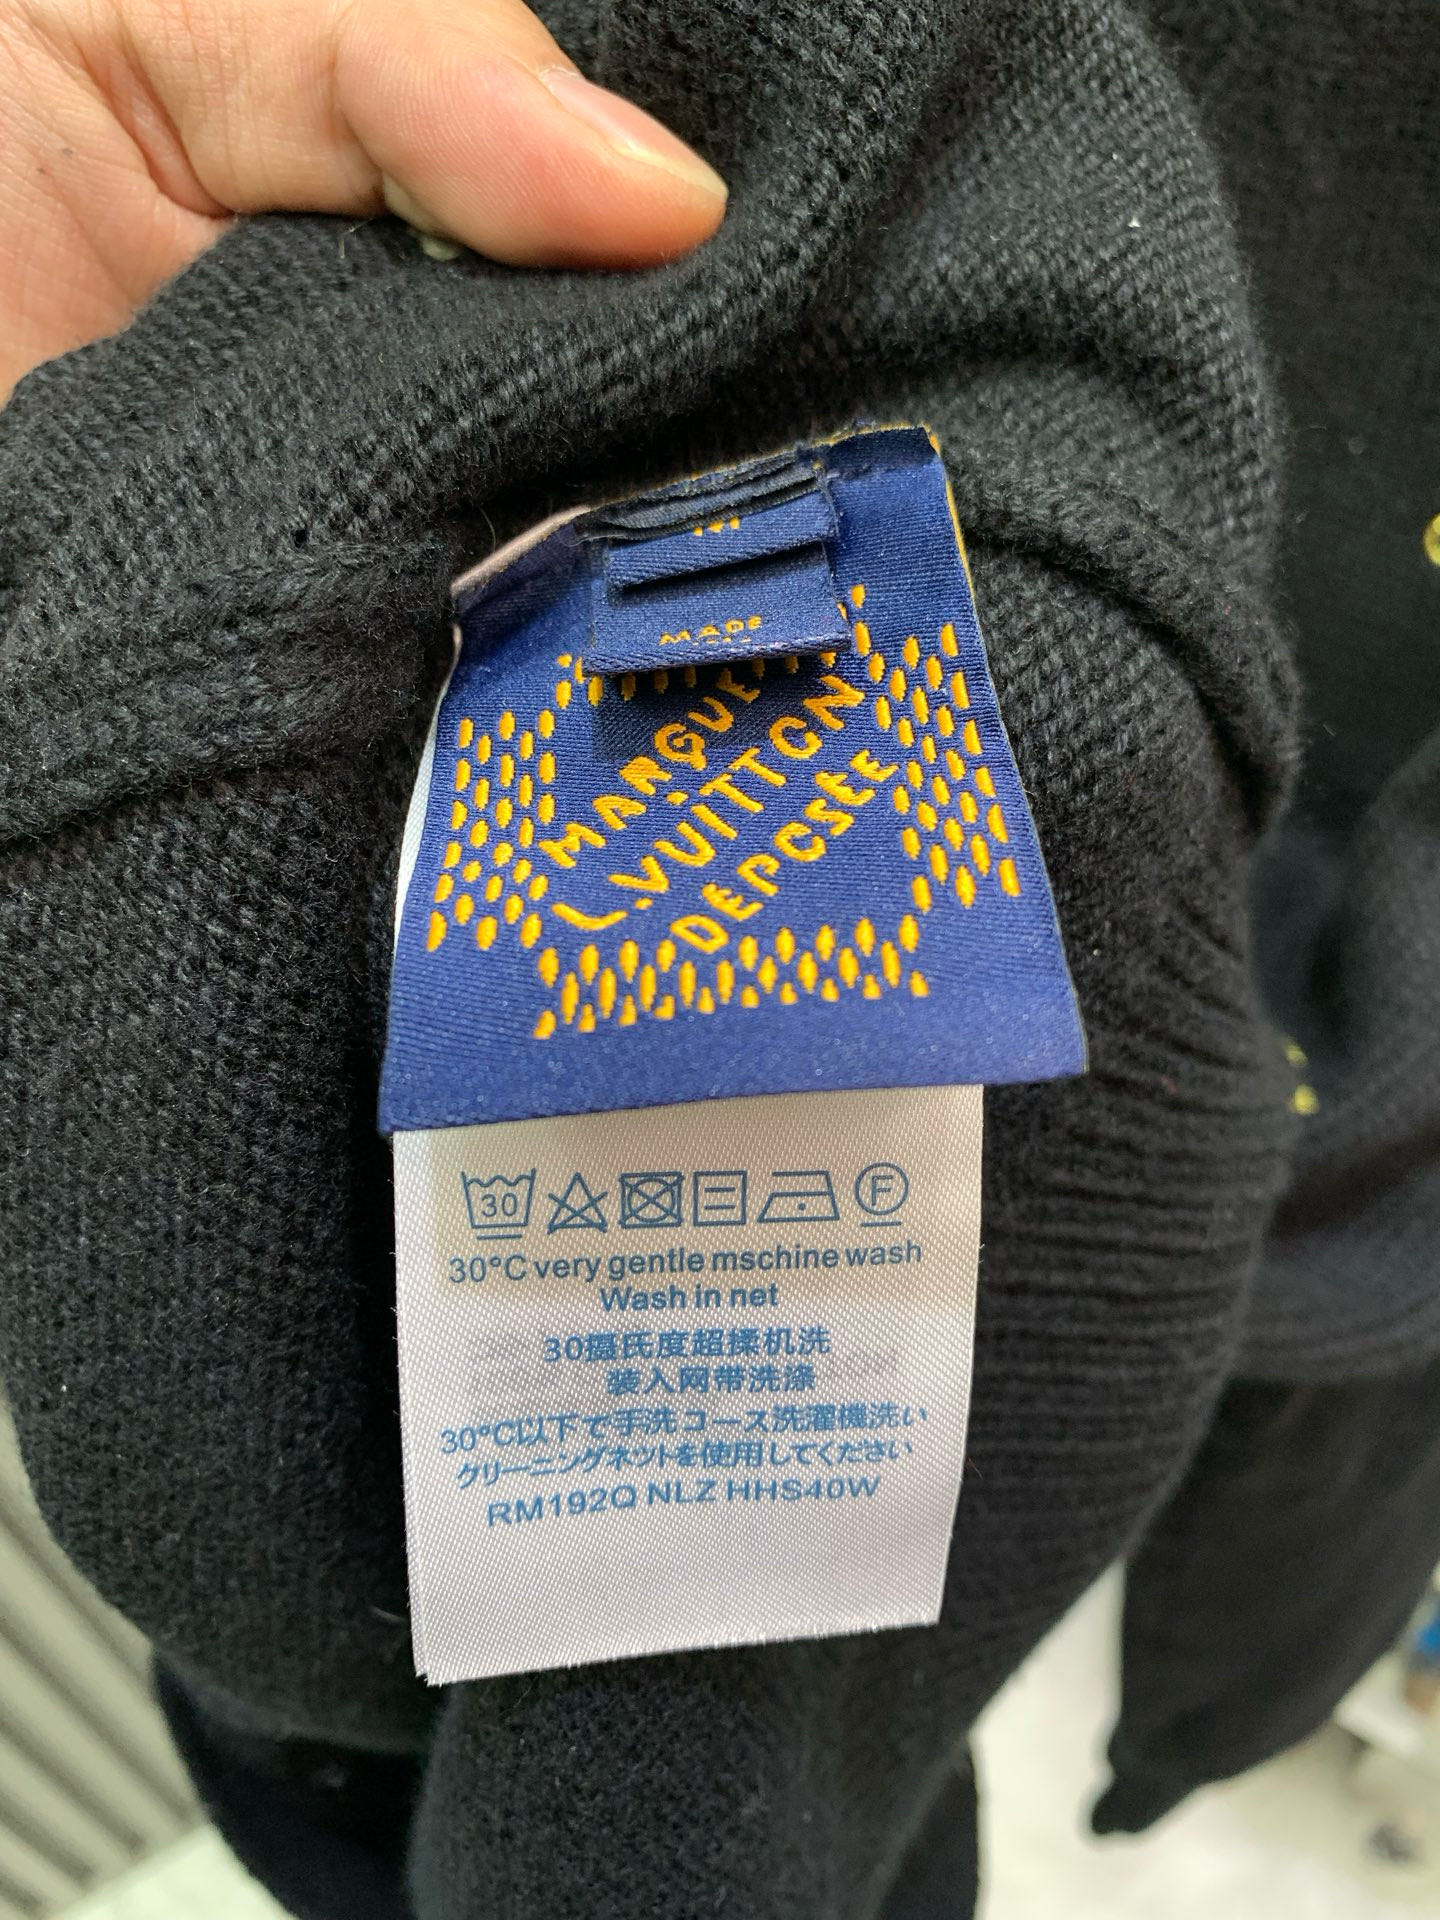 MADE
MARQUE
L.VUITTON
DEPOSEE
30
F
30°C very gentle mschine wash
Wash in net
30摄氏度超揉机洗
装入网带洗涤
30°C以下で手洗コース洗濯機洗い
クリーニングネットを使用してください
RM192Q NLZ HHS40W